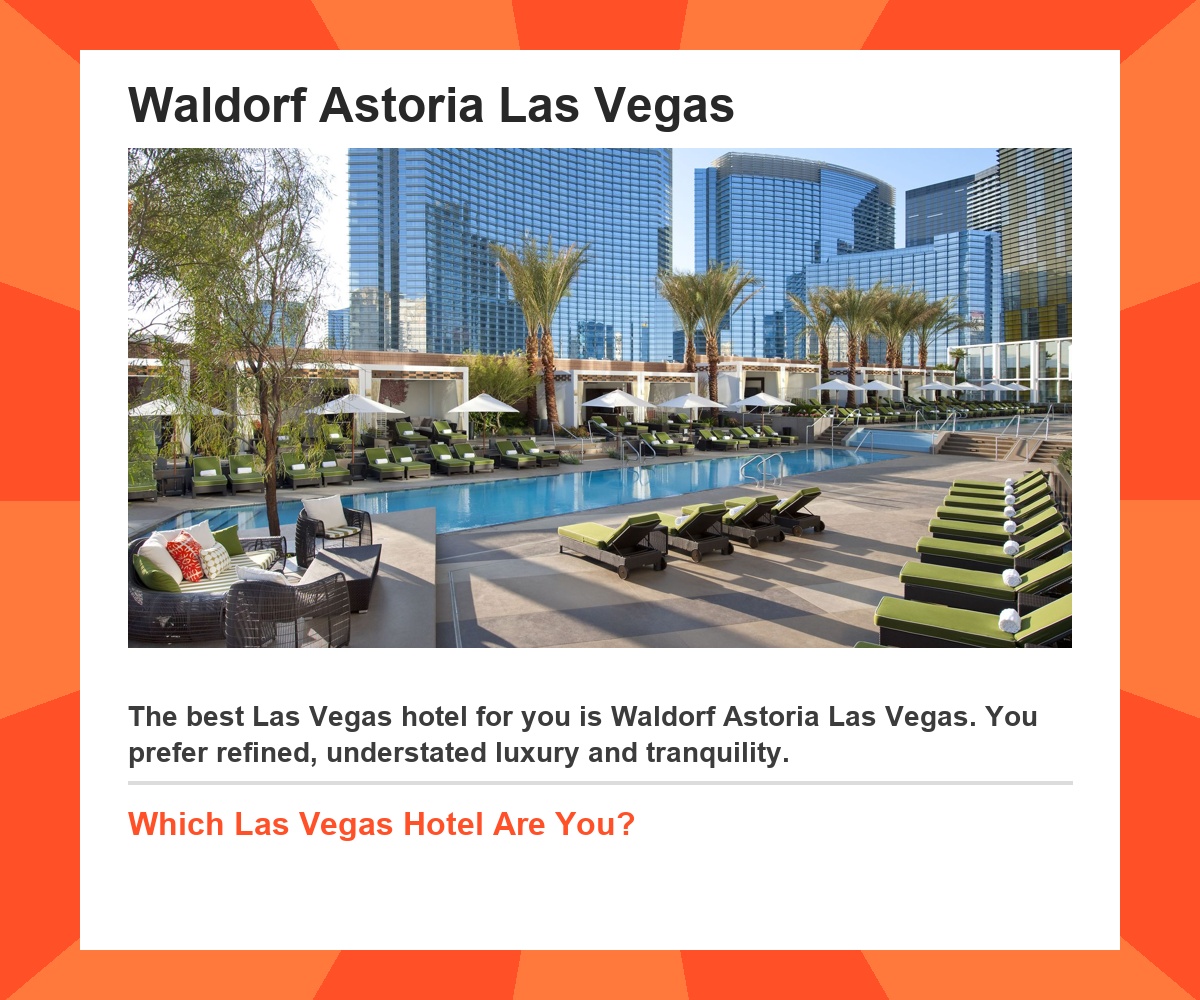 Waldorf Astoria Las Vegas
The best Las Vegas hotel for you is Waldorf Astoria Las Vegas. You
prefer refined, understated luxury and tranquility.
Which Las Vegas Hotel Are You?